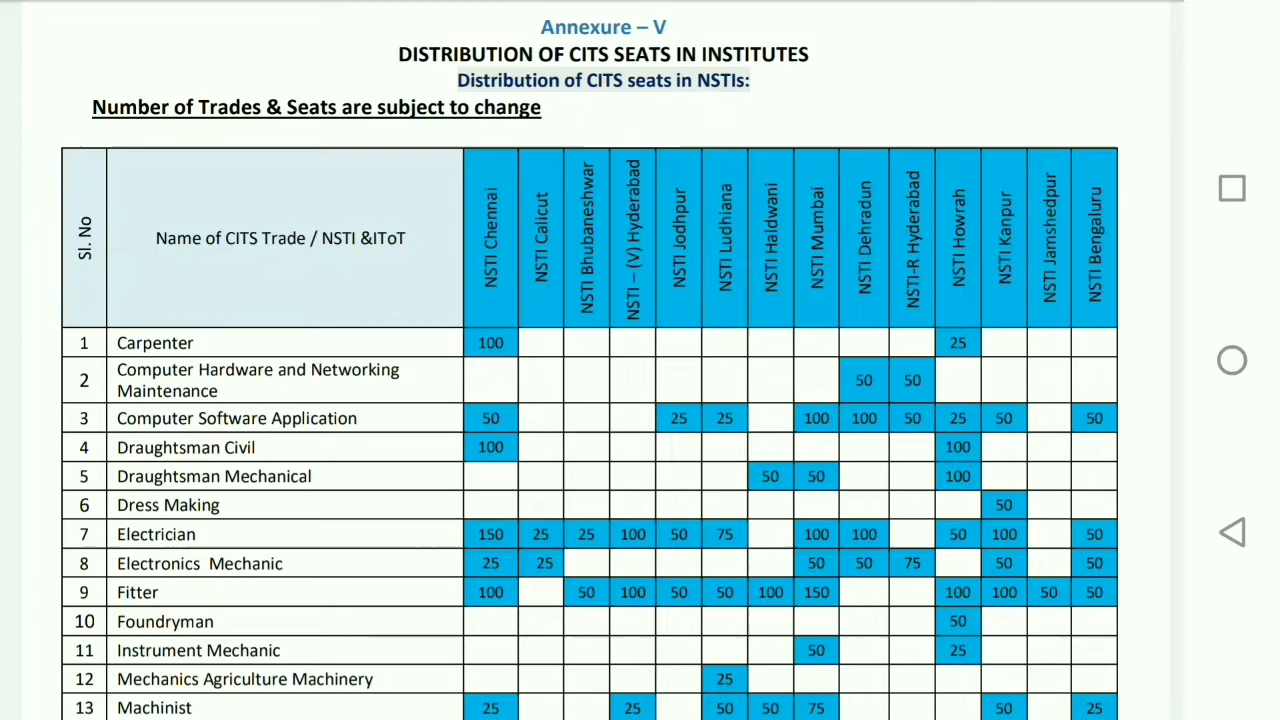 Annexure – V
DISTRIBUTION OF CITS SEATS IN INSTITUTES
Distribution of CITS seats in NSTIs:
Number of Trades & Seats are subject to change
Sl. No Name of CITS Trade / NSTI &IToT NSTI Chennai NSTI Calicut NSTI Bhubaneshwar NSTI – (V) Hyderabad NSTI Jodhpur NSTI Ludhiana NSTI Haldwani NSTI Mumbai NSTI Dehradun NSTI-R Hyderabad NSTI Howrah NSTI Kanpur NSTI Jamshedpur NSTI Bengaluru
1 Carpenter 100 25
2 Computer Hardware and Networking
Maintenance 50 50
3 Computer Software Application 50 25 25 100 100 50 25 50 50
4 Draughtsman Civil 100 100
5 Draughtsman Mechanical 50 50 100
6 Dress Making 50
7 Electrician 150 25 25 100 50 75 100 100 50 100 50
8 Electronics Mechanic 25 25 50 50 75 50 50
9 Fitter 100 50 100 50 50 100 150 100 100 50 50
10 Foundryman 50
11 Instrument Mechanic 50 25
12 Mechanics Agriculture Machinery 25
13 Machinist 25 25 50 50 75 50 25